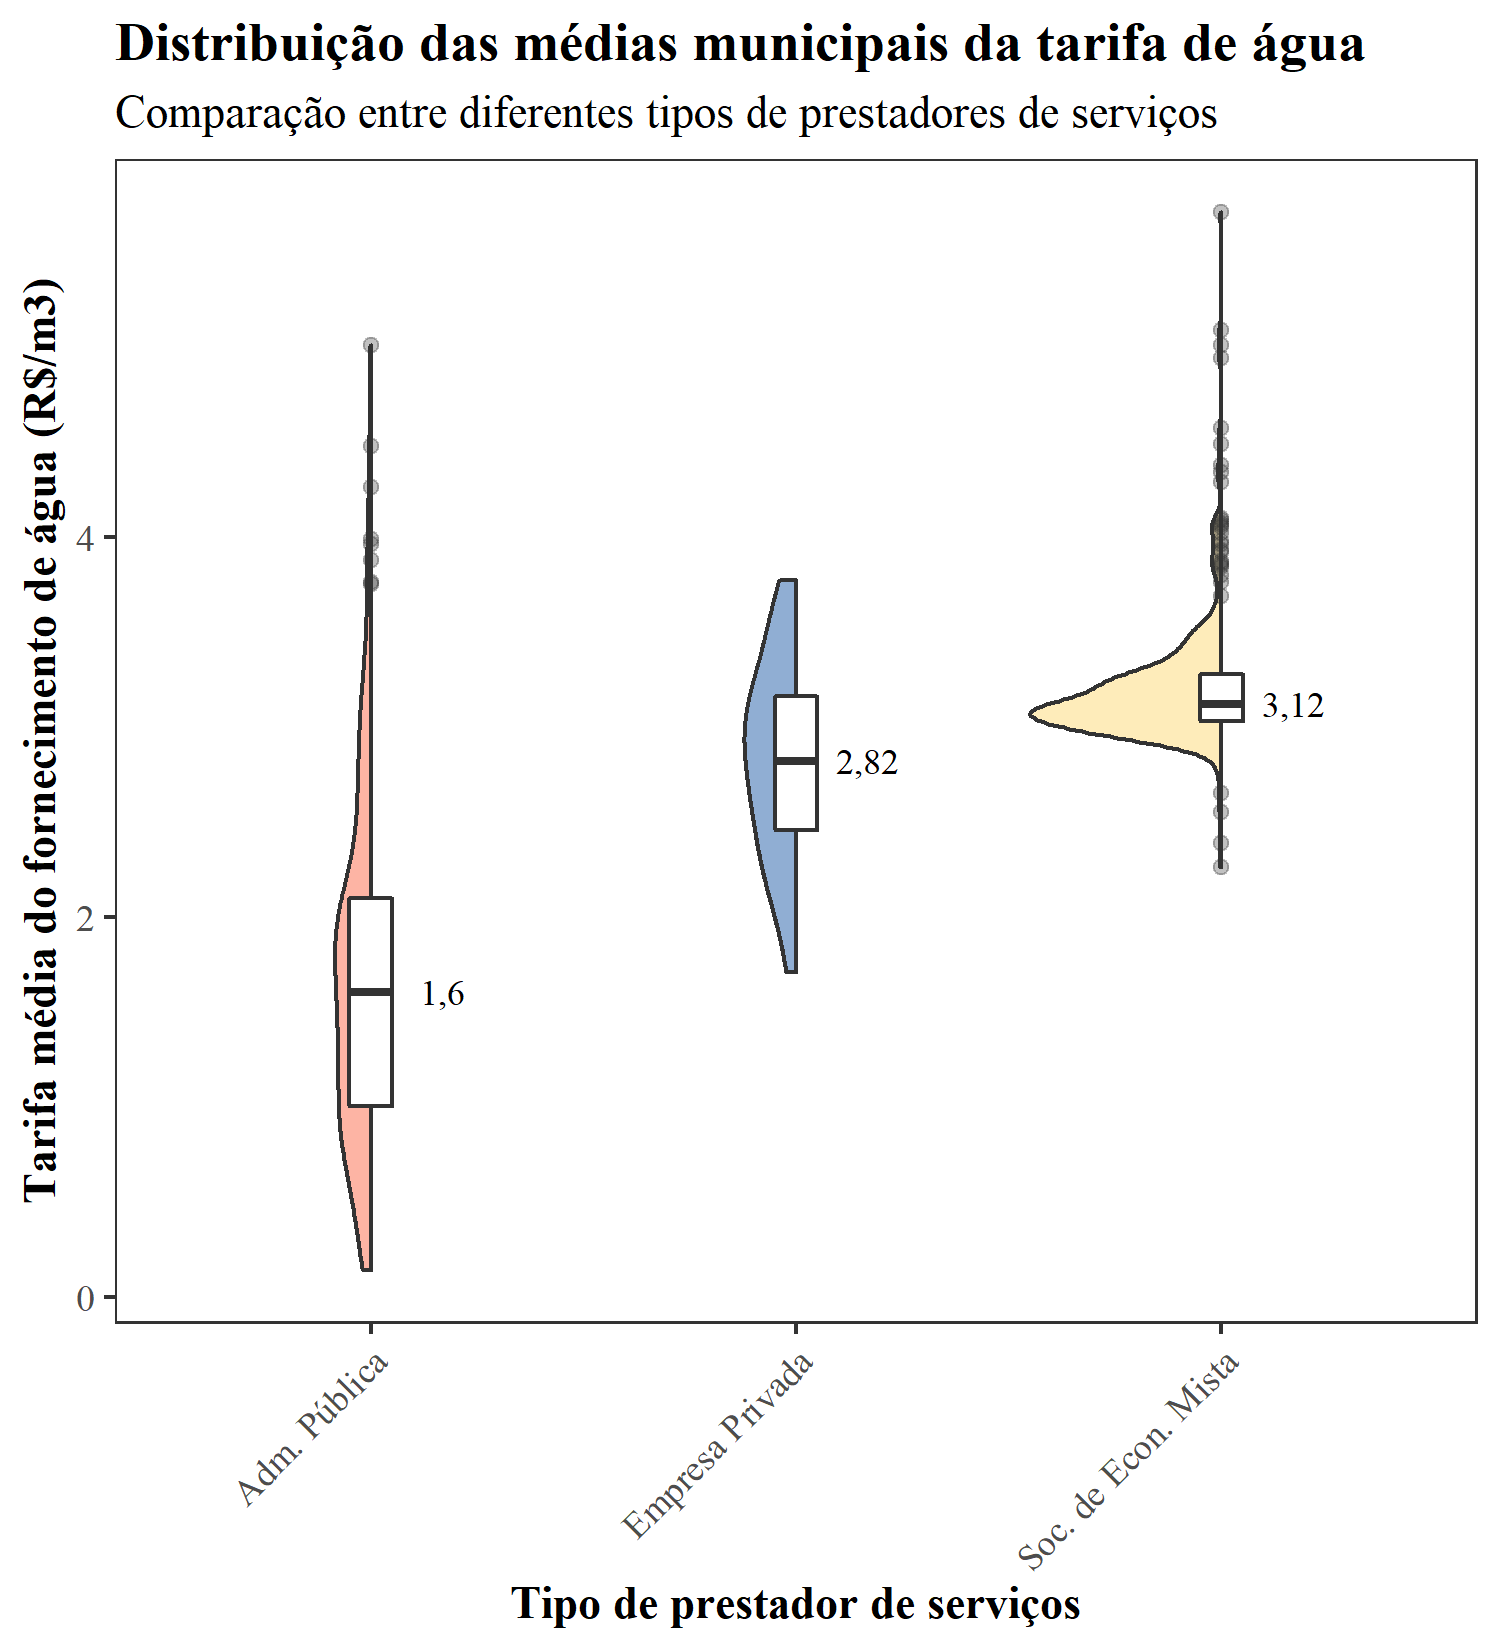 Distribuição das médias municipais da tarifa de água
Comparação entre diferentes tipos de prestadores de serviços
Tarifa média do fornecimento de água (R$/m3)
4
2
0
1,6
2,82
3,12
Adm. Pública
Empresa Privada
Soc. de Econ. Mista
Tipo de prestador de serviços